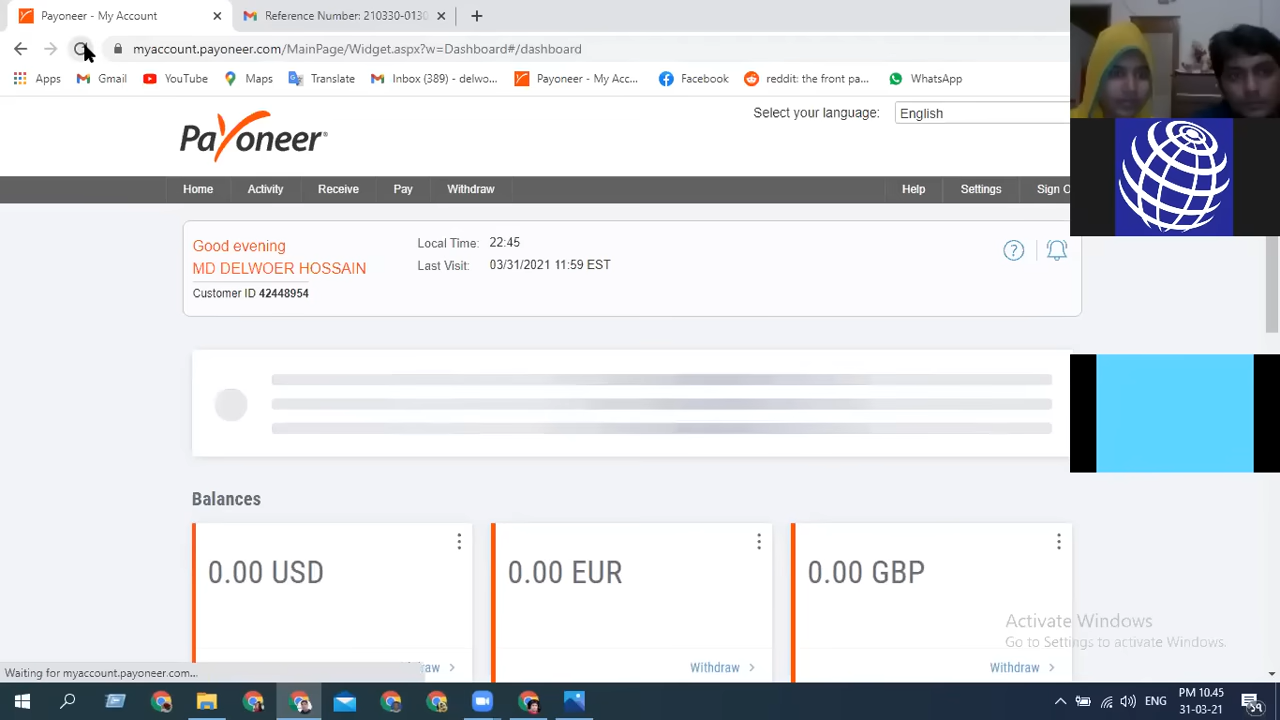 Payoneer - My Account
Reference Number: 210330-0130
myaccount.payoneer.com/MainPage/Widget.aspx?w=Dashboard#/dashboard
Apps
Gmail
YouTube
Maps
Translate
Inbox (389) - delwo...
Payoneer - My Acc...
Facebook
reddit: the front pa...
WhatsApp
Payoneer
Select your language:
English
Home
Activity
Receive
Pay
Withdraw
Help
Settings
Sign O
Good evening
MD DELWOER HOSSAIN
Customer ID 42448954
Local Time: 22:45
Last Visit: 03/31/2021 11:59 EST
Balances
0.00 USD
0.00 EUR
0.00 GBP
Activate Windows
Go to Settings to activate Windows.
raw
Withdraw
Withdraw
Waiting for myaccount.payoneer.com...
ENG
PM 10.45
31-03-21